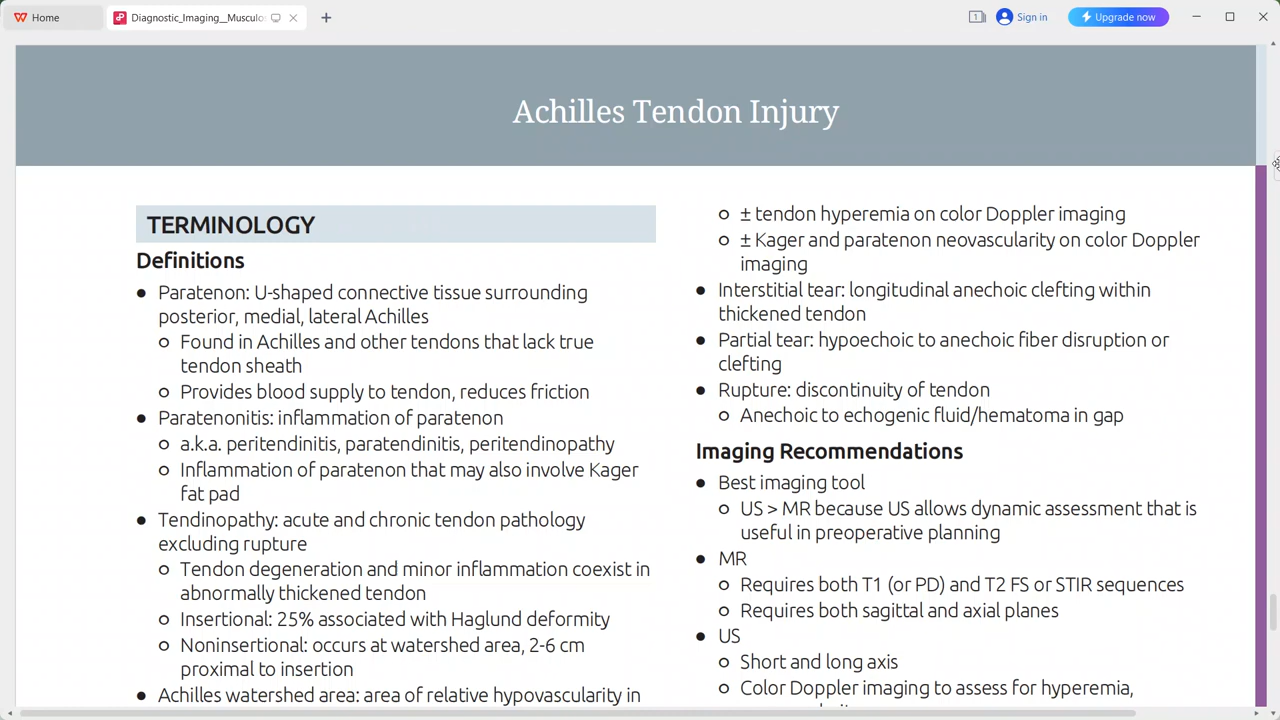 Home
Diagnostic_Imaging__Musculos
1
Sign in
Upgrade now
Achilles Tendon Injury
TERMINOLOGY
Definitions
● Paratenon: U-shaped connective tissue surrounding
posterior, medial, lateral Achilles
○ Found in Achilles and other tendons that lack true
tendon sheath
○ Provides blood supply to tendon, reduces friction
● Paratenonitis: inflammation of paratenon
○ a.k.a. peritendinitis, paratendinitis, peritendinopathy
○ Inflammation of paratenon that may also involve Kager
fat pad
● Tendinopathy: acute and chronic tendon pathology
excluding rupture
○ Tendon degeneration and minor inflammation coexist in
abnormally thickened tendon
○ Insertional: 25% associated with Haglund deformity
○ Noninsertional: occurs at watershed area, 2-6 cm
proximal to insertion
● Achilles watershed area: area of relative hypovascularity in
○ ± tendon hyperemia on color Doppler imaging
○ ± Kager and paratenon neovascularity on color Doppler
imaging
● Interstitial tear: longitudinal anechoic clefting within
thickened tendon
● Partial tear: hypoechoic to anechoic fiber disruption or
clefting
● Rupture: discontinuity of tendon
○ Anechoic to echogenic fluid/hematoma in gap
Imaging Recommendations
● Best imaging tool
○ US > MR because US allows dynamic assessment that is
useful in preoperative planning
● MR
○ Requires both T1 (or PD) and T2 FS or STIR sequences
○ Requires both sagittal and axial planes
● US
○ Short and long axis
○ Color Doppler imaging to assess for hyperemia,